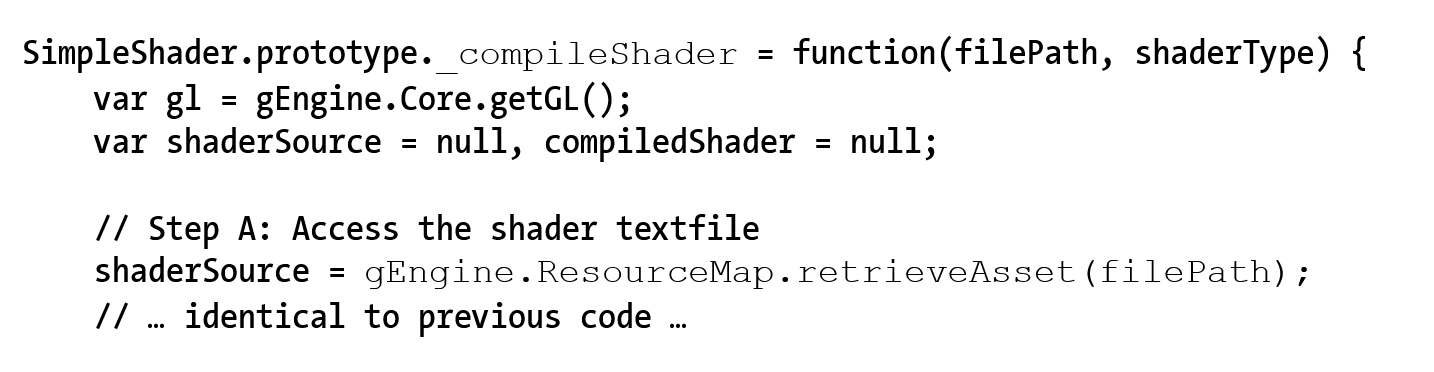 SimpleShader.prototype._compileShader = function(filePath, shaderType) {
    var gl = gEngine.Core.getGL();
    var shaderSource = null, compiledShader = null;
    // Step A: Access the shader textfile
    shaderSource = gEngine.ResourceMap.retrieveAsset(filePath);
    // … identical to previous code …